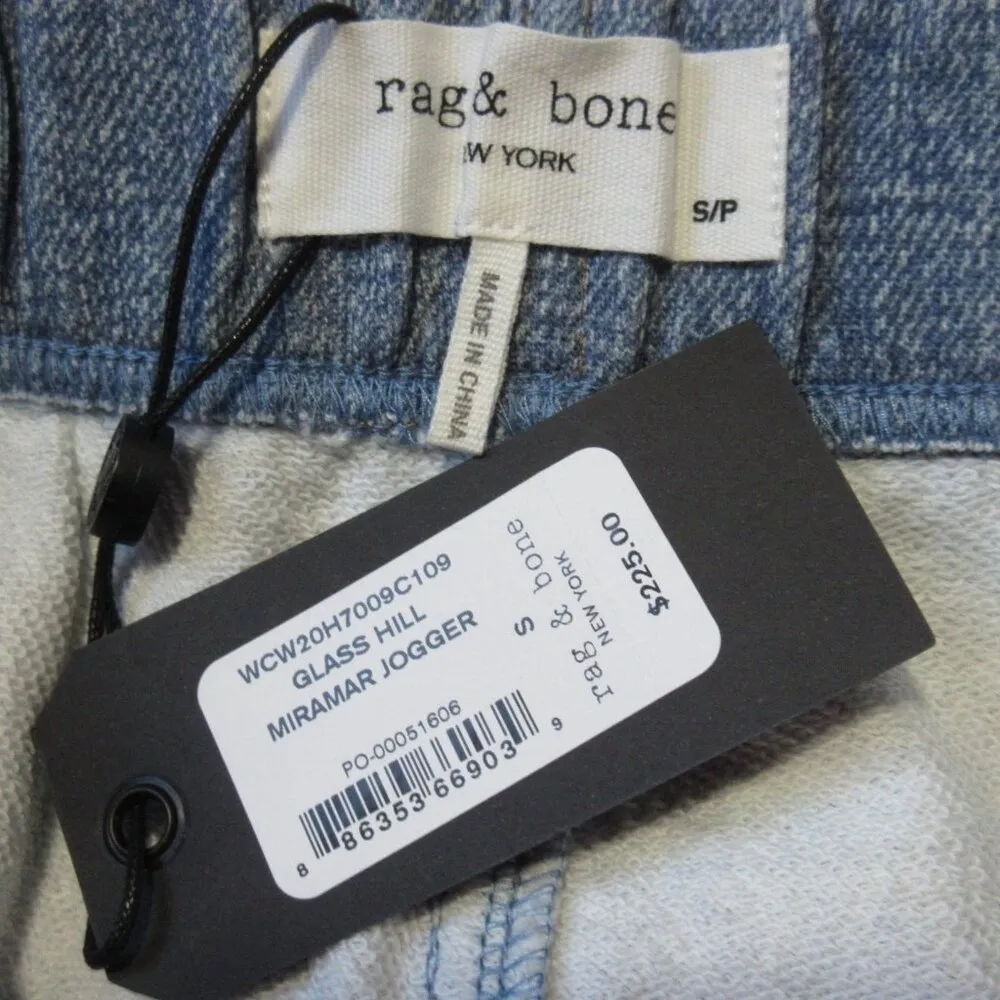 rag & bone
W YORK
S/P
MADE IN CHINA
WCW20H7009C109
GLASS HILL
MIRAMAR JOGGER
S
rag & bone
NEW YORK
$225.00
PO-00051606
8 86353 66903 9